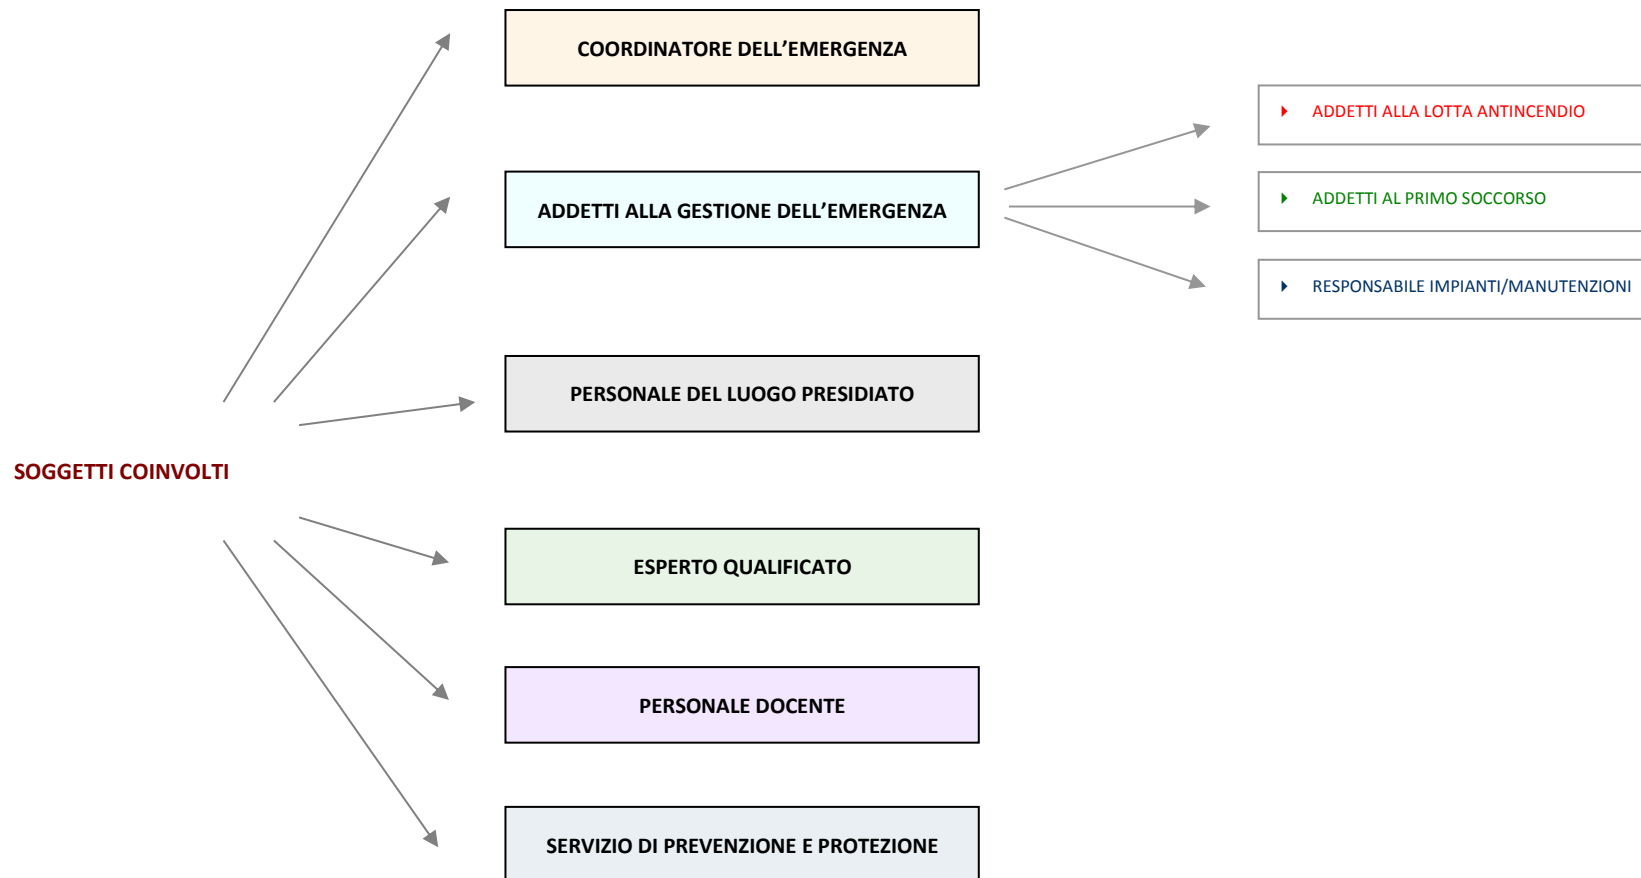 COORDINATORE DELL’EMERGENZA
ADDETTI ALLA LOTTA ANTINCENDIO
ADDETTI ALLA GESTIONE DELL’EMERGENZA
ADDETTI AL PRIMO SOCCORSO
RESPONSABILE IMPIANTI/MANUTENZIONI
PERSONALE DEL LUOGO PRESIDIATO
SOGGETTI COINVOLTI
ESPERTO QUALIFICATO
PERSONALE DOCENTE
SERVIZIO DI PREVENZIONE E PROTEZIONE